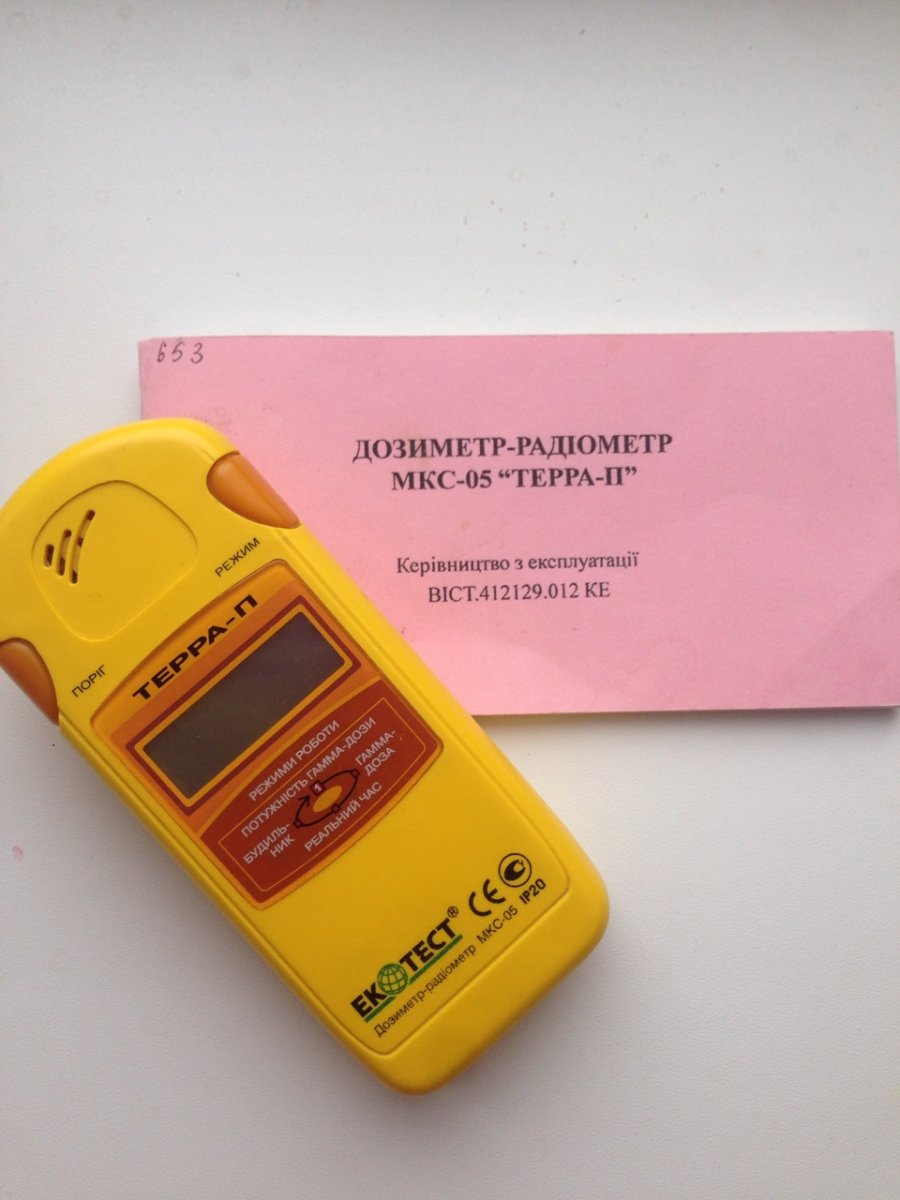 653
ДОЗИМЕТР-РАДІОМЕТР
МКС-05 “ТЕРРА-П”
Керівництво з експлуатації
ВІСТ.412129.012 КЕ
РЕЖИМ
ПОРІГ
ТЕРРА-П
РЕЖИМИ РОБОТИ
ПОТУЖНІСТЬ ГАММА-ДОЗИ
1
ГАММА-
ДОЗА
БУДИЛЬ-
НИК
РЕАЛЬНИЙ ЧАС
ЕКОТЕСТ® CE
Дозиметр-радіометр МКС-05 IP20